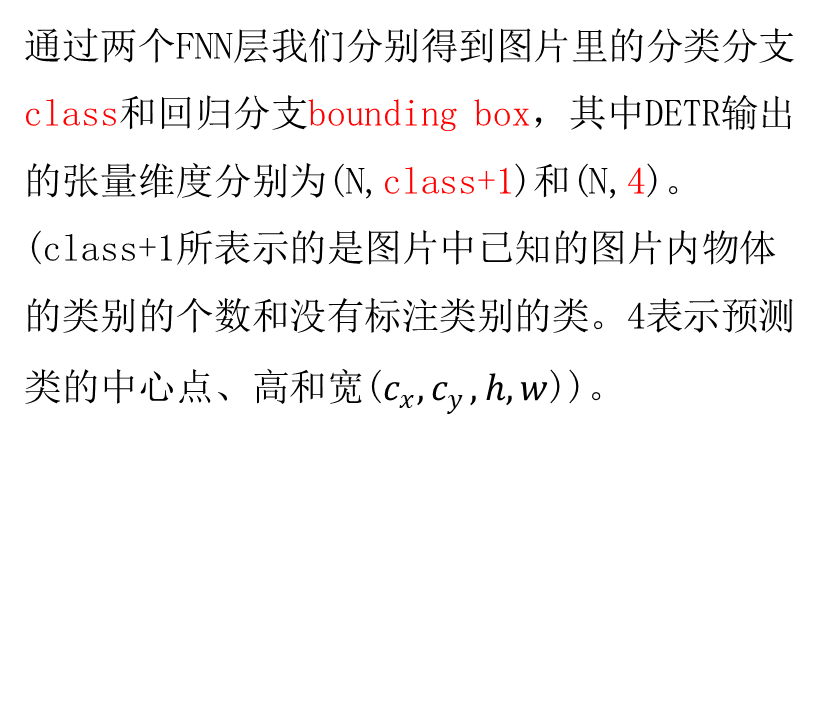 通过两个FNN层我们分别得到图片里的分类分支
class和回归分支bounding box，其中DETR输出
的张量维度分别为(N,class+1)和(N,4)。
(class+1所表示的是图片中已知的图片内物体
的类别的个数和没有标注类别的类。4表示预测
类的中心点、高和宽(c_x,c_y,h,w))。